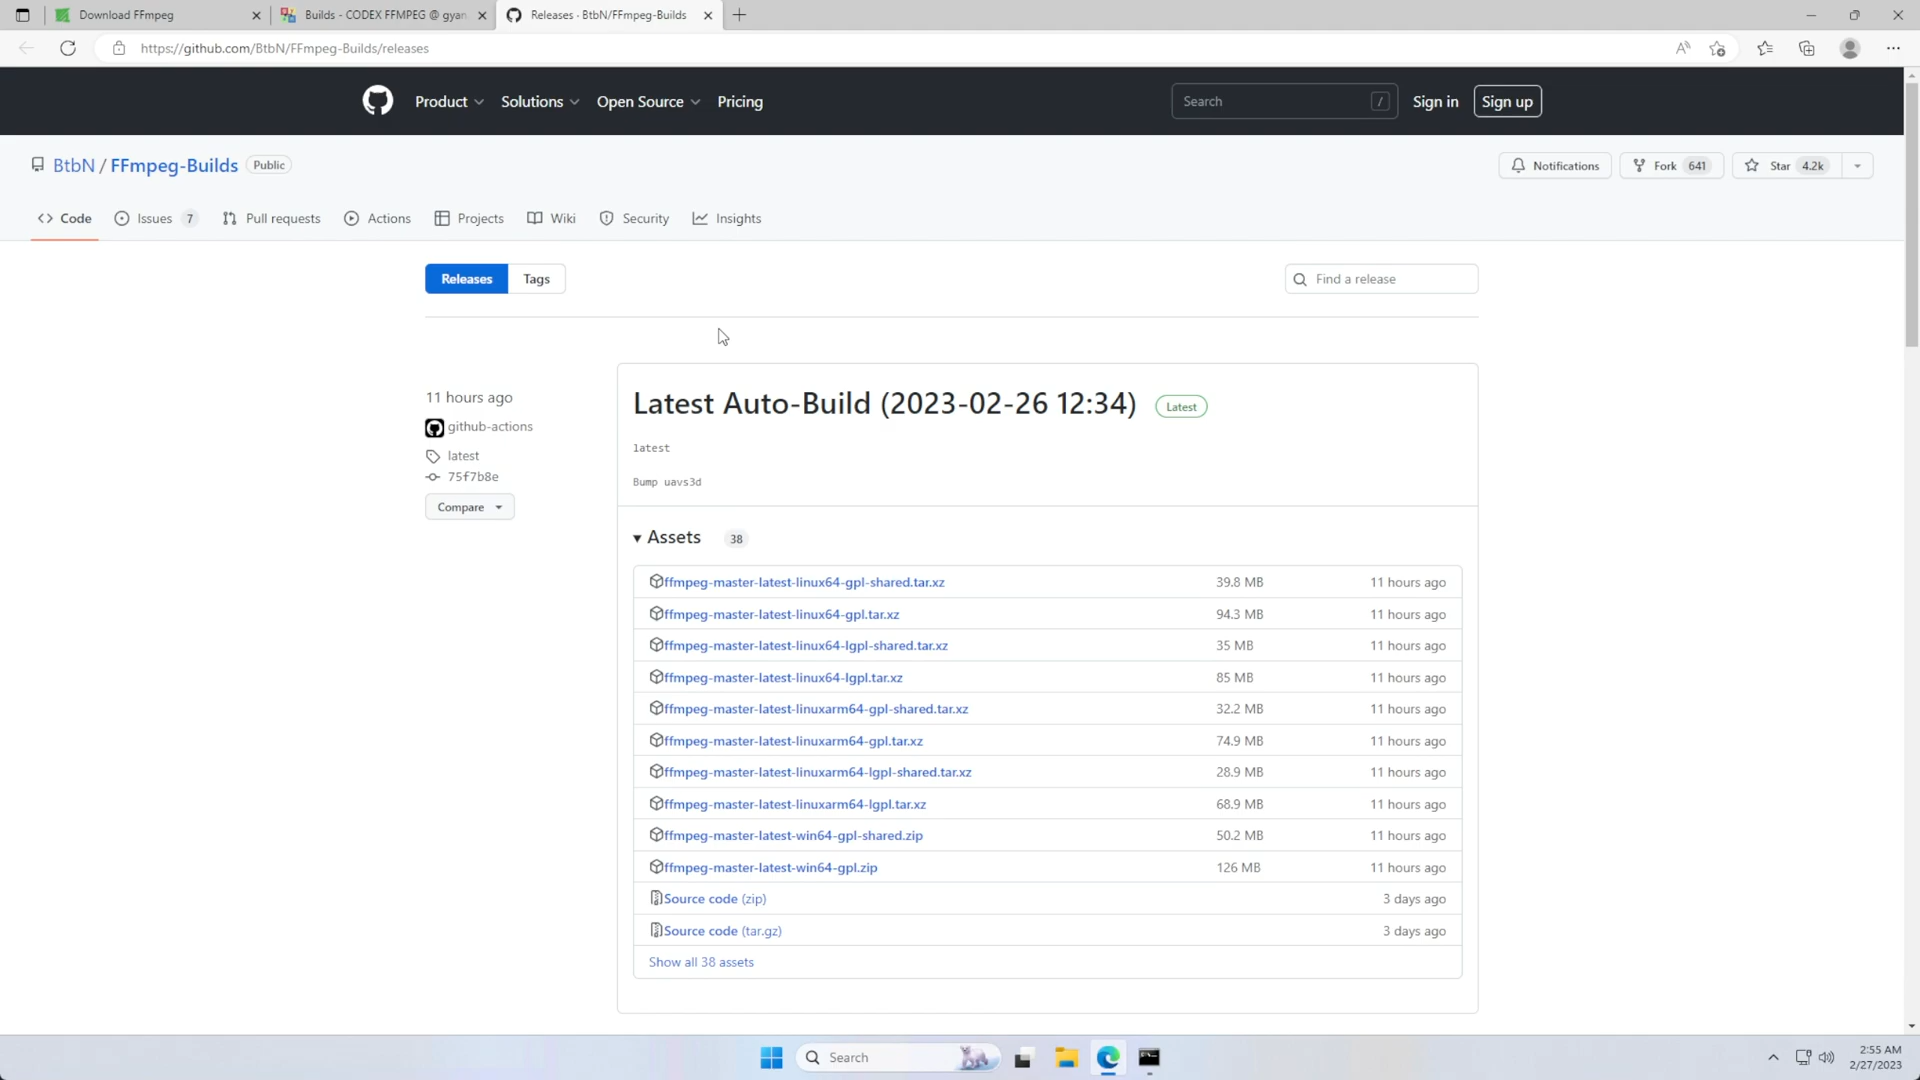 Download FFmpeg
Builds - CODEX FFMPEG @ gyan
Releases · BtbN/FFmpeg-Builds
https://github.com/BtbN/FFmpeg-Builds/releases
Product
Solutions
Open Source
Pricing
Search
/
Sign in
Sign up
BtbN / FFmpeg-Builds
Public
Notifications
Fork 641
Star 4.2k
Code
Issues 7
Pull requests
Actions
Projects
Wiki
Security
Insights
Releases
Tags
Find a release
11 hours ago
github-actions
latest
75f7b8e
Compare
Latest Auto-Build (2023-02-26 12:34)
Latest
latest
Bump uavs3d
Assets 38
ffmpeg-master-latest-linux64-gpl-shared.tar.xz 39.8 MB 11 hours ago
ffmpeg-master-latest-linux64-gpl.tar.xz 94.3 MB 11 hours ago
ffmpeg-master-latest-linux64-lgpl-shared.tar.xz 35 MB 11 hours ago
ffmpeg-master-latest-linux64-lgpl.tar.xz 85 MB 11 hours ago
ffmpeg-master-latest-linuxarm64-gpl-shared.tar.xz 32.2 MB 11 hours ago
ffmpeg-master-latest-linuxarm64-gpl.tar.xz 74.9 MB 11 hours ago
ffmpeg-master-latest-linuxarm64-lgpl-shared.tar.xz 28.9 MB 11 hours ago
ffmpeg-master-latest-linuxarm64-lgpl.tar.xz 68.9 MB 11 hours ago
ffmpeg-master-latest-win64-gpl-shared.zip 50.2 MB 11 hours ago
ffmpeg-master-latest-win64-gpl.zip 126 MB 11 hours ago
Source code (zip) 3 days ago
Source code (tar.gz) 3 days ago
Show all 38 assets
Search
2:55 AM
2/27/2023